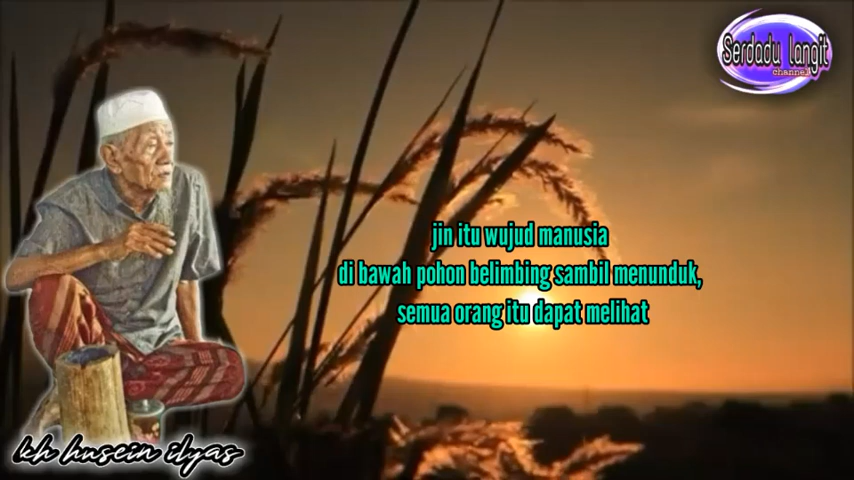 Serdadu langit
channel
jin itu wujud manusia
di bawah pohon belimbing sambil menunduk,
semua orang itu dapat melihat
kh husein ilyas